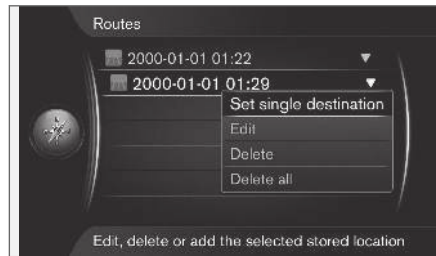 Routes
2000-01-01 01:22
2000-01-01 01:29
Set single destination
Edit
Delete
Delete all
Edit, delete or add the selected stored location